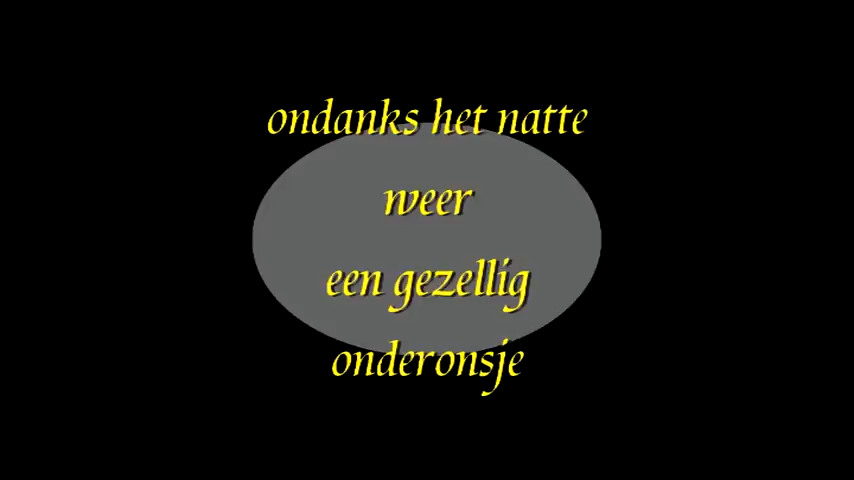 ondanks het natte
weer
een gezellig
onderonsje